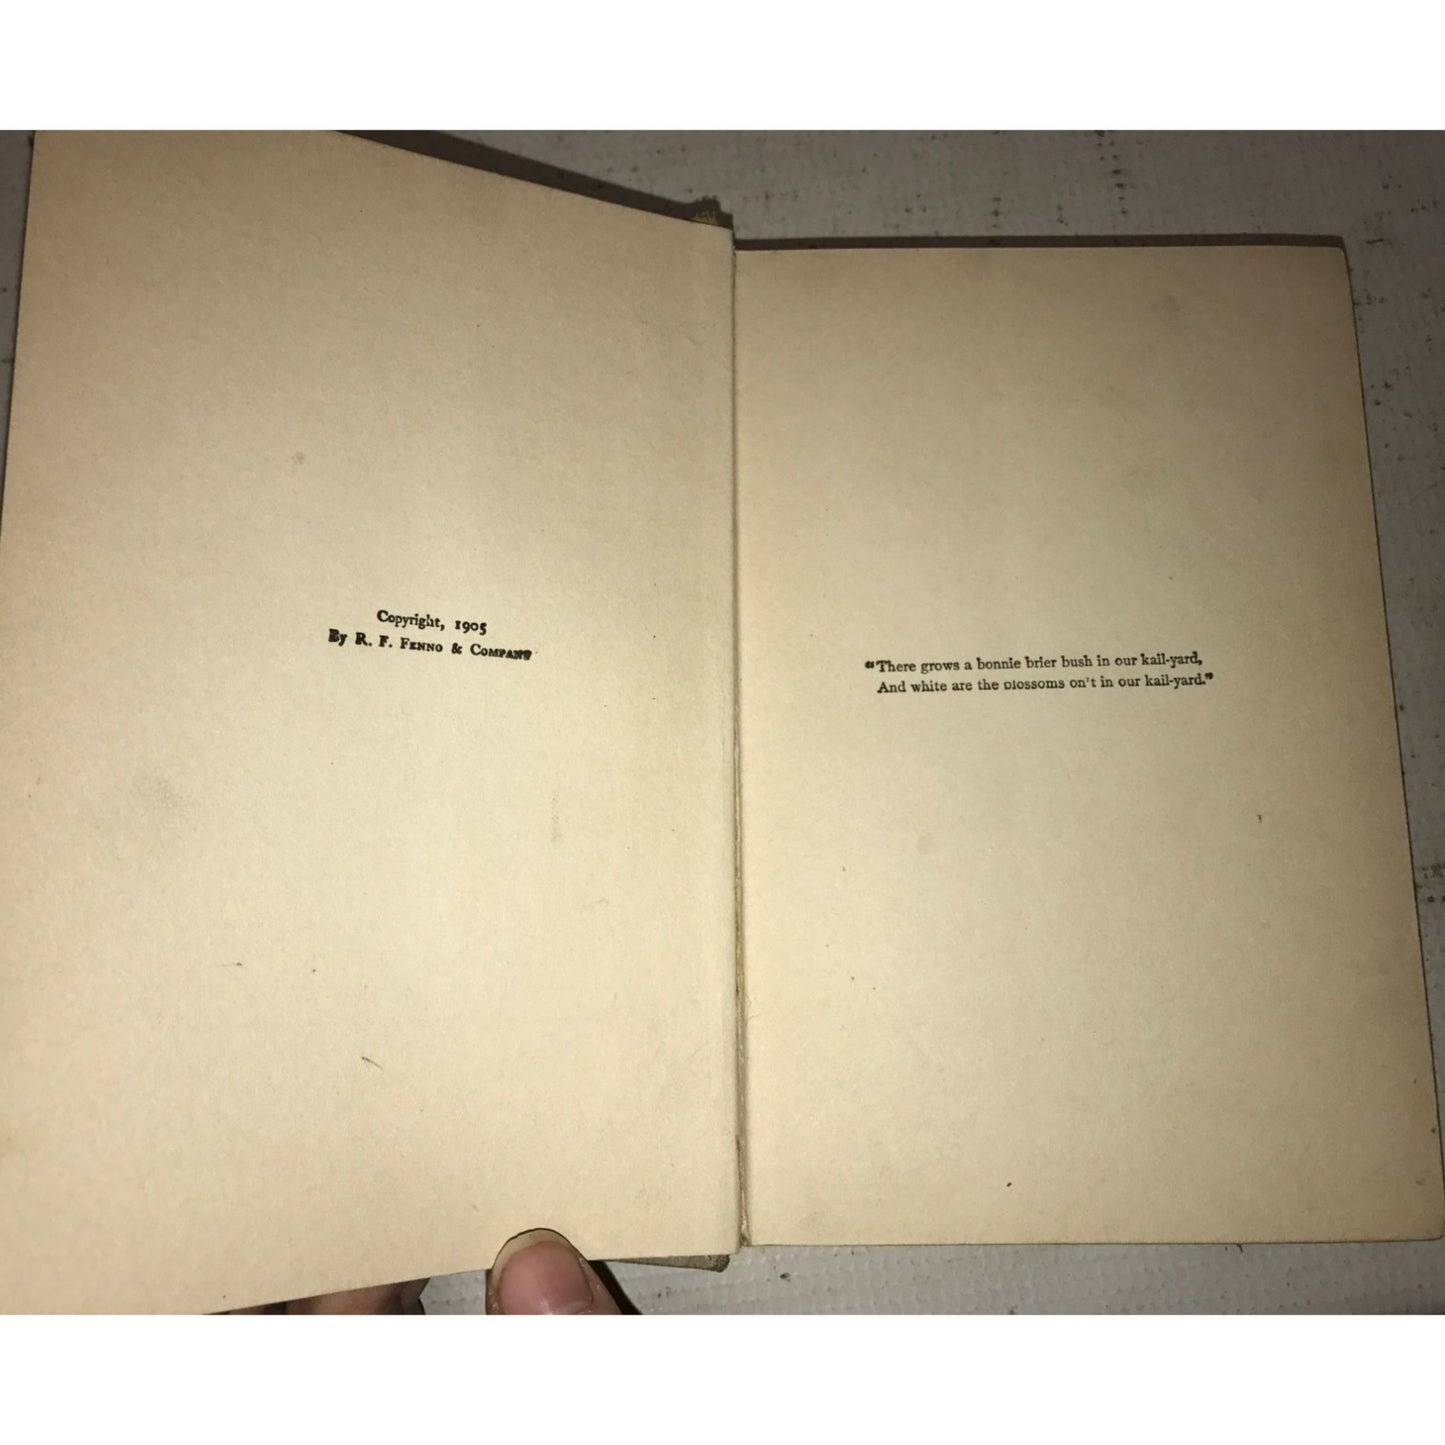 Copyright, 1905
By R. F. FENNO & COMPANY
"There grows a bonnie brier bush in our kail-yard,
And white are the blossoms on't in our kail-yard."